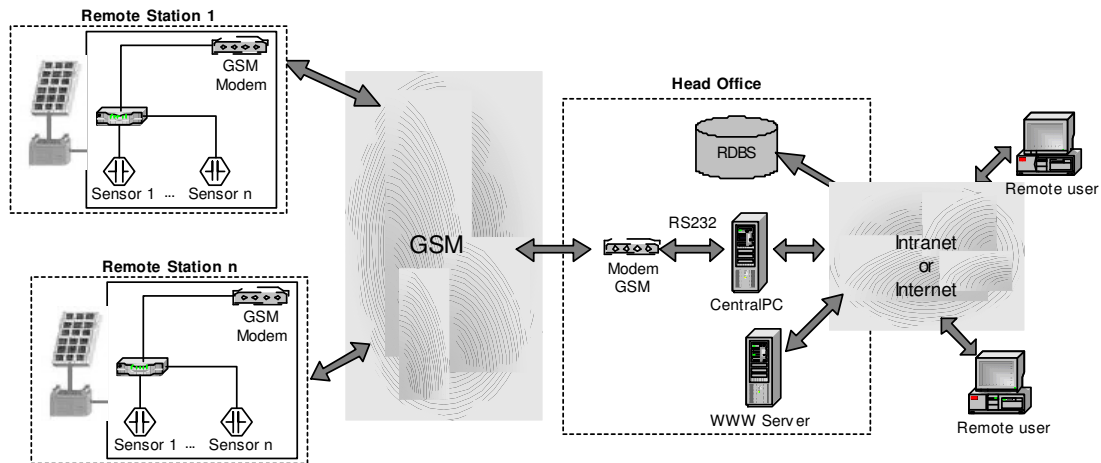 Remote Station 1
GSM
Modem
Sensor 1 ... Sensor n
Remote Station n
GSM
Modem
Sensor 1 ... Sensor n
GSM
Head Office
RDBS
RS232
Modem
GSM
CentralPC
WWW Server
Intranet
or
Internet
Remote user
Remote user